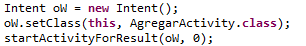 Intent oW = new Intent();
oW.setClass(this, AgregarActivity.class);
startActivityForResult(oW, 0);